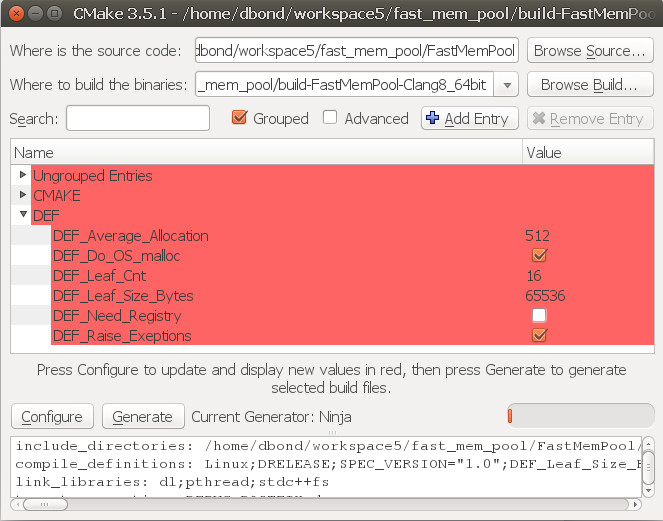 CMake 3.5.1 - /home/dbond/workspace5/fast_mem_pool/build-FastMemPoo
Where is the source code: dbond/workspace5/fast_mem_pool/FastMemPool Browse Source...
Where to build the binaries: _mem_pool/build-FastMemPool-Clang8_64bit Browse Build...
Search: Grouped Advanced Add Entry Remove Entry
Name Value
Ungrouped Entries
CMAKE
DEF
DEF_Average_Allocation 512
DEF_Do_OS_malloc
DEF_Leaf_Cnt 16
DEF_Leaf_Size_Bytes 65536
DEF_Need_Registry
DEF_Raise_Exeptions
Press Configure to update and display new values in red, then press Generate to generate
selected build files.
Configure Generate Current Generator: Ninja
include_directories: /home/dbond/workspace5/fast_mem_pool/FastMemPool/
compile_definitions: Linux;DRELEASE;SPEC_VERSION="1.0";DEF_Leaf_Size_B
link_libraries: dl;pthread;stdc++fs